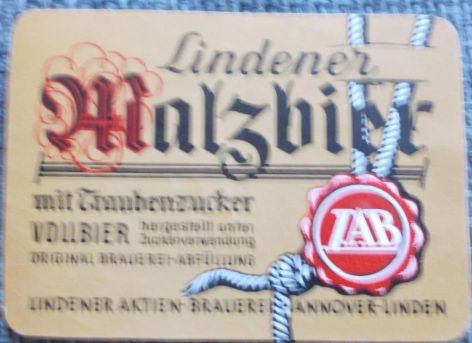 Lindener
Malzbier
mit Traubenzucker
VOLLBIER hergestellt unter
Zuckerverwendung
ORIGINAL BRAUEREI-ABFÜLLUNG
LAB
LINDENER AKTIEN-BRAUEREI HANNOVER-LINDEN